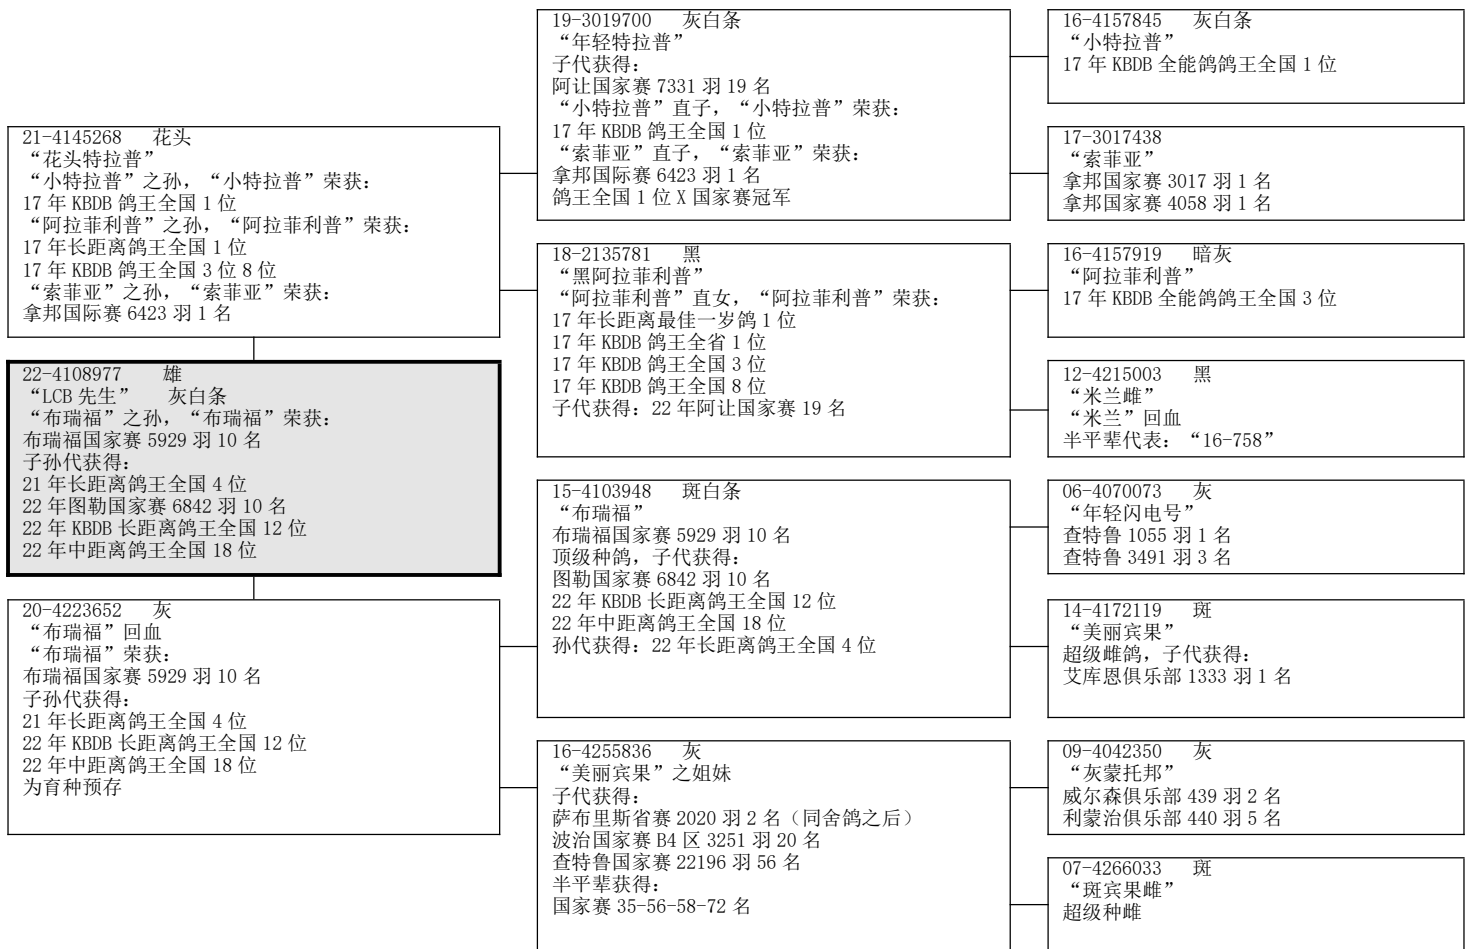 19-3019700 灰白条
“年轻特拉普”
子代获得：
阿让国家赛 7331 羽 19 名
“小特拉普”直子，“小特拉普”荣获：
17 年 KBDB 鸽王全国 1 位
“索菲亚”直子，“索菲亚”荣获：
拿邦国际赛 6423 羽 1 名
鸽王全国 1 位 X 国家赛冠军
16-4157845 灰白条
“小特拉普”
17 年 KBDB 全能鸽鸽王全国 1 位
21-4145268 花头
“花头特拉普”
“小特拉普”之孙，“小特拉普”荣获：
17 年 KBDB 鸽王全国 1 位
“阿拉菲利普”之孙，“阿拉菲利普”荣获：
17 年长距离鸽王全国 1 位
17 年 KBDB 鸽王全国 3 位 8 位
“索菲亚”之孙，“索菲亚”荣获：
拿邦国际赛 6423 羽 1 名
17-3017438
“索菲亚”
拿邦国家赛 3017 羽 1 名
拿邦国家赛 4058 羽 1 名
18-2135781 黑
“黑阿拉菲利普”
“阿拉菲利普”直女，“阿拉菲利普”荣获：
17 年长距离最佳一岁鸽 1 位
17 年 KBDB 鸽王全省 1 位
17 年 KBDB 鸽王全国 3 位
17 年 KBDB 鸽王全国 8 位
子代获得：22 年阿让国家赛 19 名
16-4157919 暗灰
“阿拉菲利普”
17 年 KBDB 全能鸽鸽王全国 3 位
22-4108977 雄
“LCB 先生” 灰白条
“布瑞福”之孙，“布瑞福”荣获：
布瑞福国家赛 5929 羽 10 名
子孙代获得：
21 年长距离鸽王全国 4 位
22 年图勒国家赛 6842 羽 10 名
22 年 KBDB 长距离鸽王全国 12 位
22 年中距离鸽王全国 18 位
12-4215003 黑
“米兰雌”
“米兰”回血
半平辈代表：“16-758”
15-4103948 斑白条
“布瑞福”
布瑞福国家赛 5929 羽 10 名
顶级种鸽，子代获得：
图勒国家赛 6842 羽 10 名
22 年 KBDB 长距离鸽王全国 12 位
22 年中距离鸽王全国 18 位
孙代获得：22 年长距离鸽王全国 4 位
06-4070073 灰
“年轻闪电号”
查特鲁 1055 羽 1 名
查特鲁 3491 羽 3 名
20-4223652 灰
“布瑞福”回血
“布瑞福”荣获：
布瑞福国家赛 5929 羽 10 名
子孙代获得：
21 年长距离鸽王全国 4 位
22 年 KBDB 长距离鸽王全国 12 位
22 年中距离鸽王全国 18 位
为育种预存
14-4172119 斑
“美丽宾果”
超级雌鸽，子代获得：
艾库恩俱乐部 1333 羽 1 名
16-4255836 灰
“美丽宾果”之姐妹
子代获得：
萨布里斯省赛 2020 羽 2 名（同舍鸽之后）
波治国家赛 B4 区 3251 羽 20 名
查特鲁国家赛 22196 羽 56 名
半平辈获得：
国家赛 35-56-58-72 名
09-4042350 灰
“灰蒙托邦”
威尔森俱乐部 439 羽 2 名
利蒙治俱乐部 440 羽 5 名
07-4266033 斑
“斑宾果雌”
超级种雌